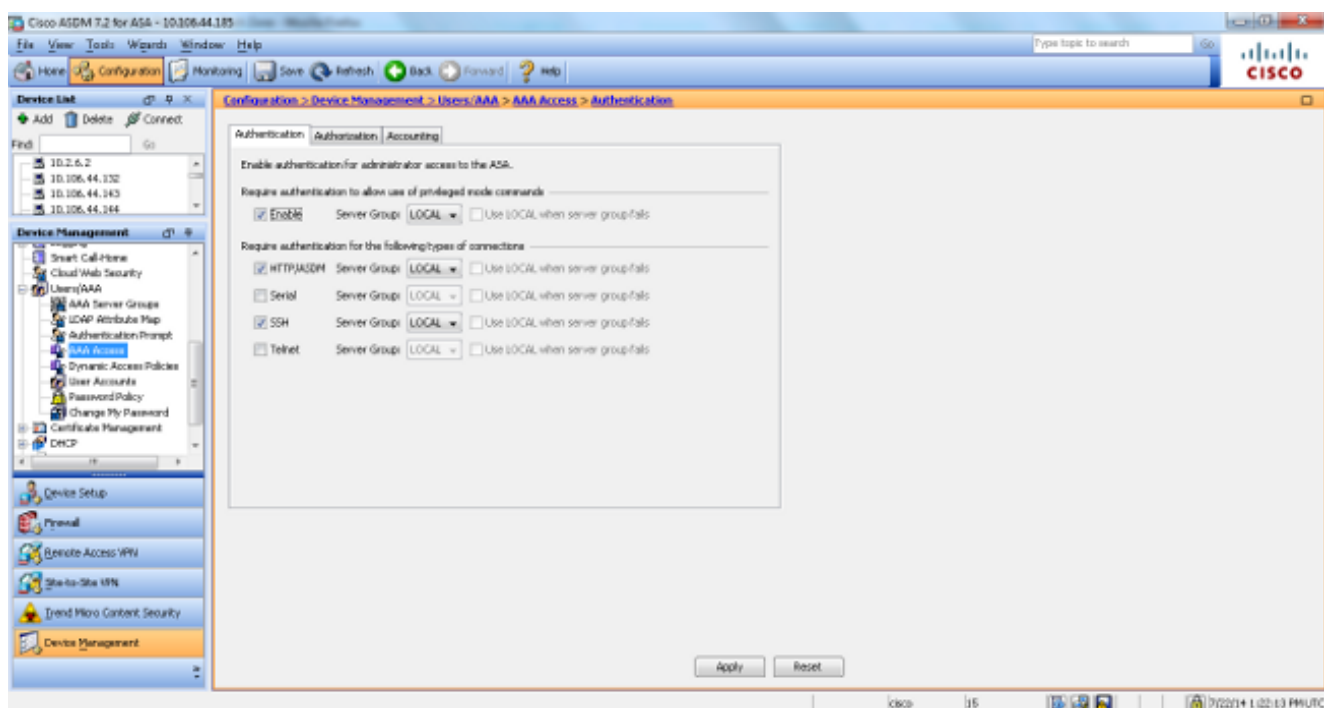 Cisco ASDM 7.2 for ASA - 10.106.44.185
File View Tools Wizards Window Help
Type topic to search Go
Home Configuration Monitoring Save Refresh Back Forward Help
CISCO
Device List
Add Delete Connect
Find: Go
10.2.6.2
10.106.44.132
10.106.44.143
10.106.44.144
Device Management
Smart Call-Home
Cloud Web Security
Users/AAA
AAA Server Groups
LDAP Attribute Map
Authentication Prompt
AAA Access
Dynamic Access Policies
User Accounts
Password Policy
Change My Password
Certificate Management
DHCP
Device Setup
Firewall
Remote Access VPN
Site-to-Site VPN
Trend Micro Content Security
Device Management
Configuration > Device Management > Users/AAA > AAA Access > Authentication
Authentication Authorization Accounting
Enable authentication for administrator access to the ASA.
Require authentication to allow use of privileged mode commands
Enable Server Group: LOCAL Use LOCAL when server group fails
Require authentication for the following types of connections
HTTP/ASDM Server Group: LOCAL Use LOCAL when server group fails
Serial Server Group: LOCAL Use LOCAL when server group fails
SSH Server Group: LOCAL Use LOCAL when server group fails
Telnet Server Group: LOCAL Use LOCAL when server group fails
Apply Reset
cisco 15 7/22/14 1:22:13 PM UTC